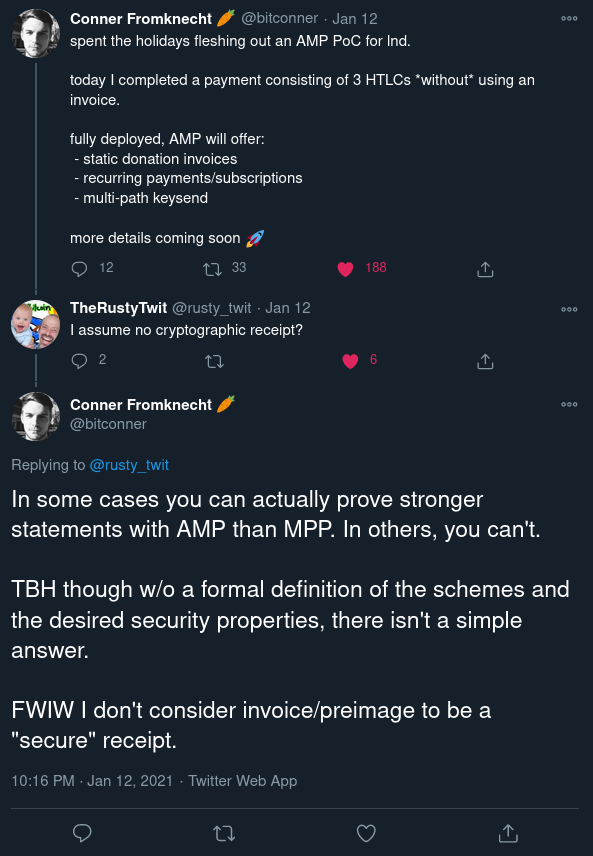 Conner Fromknecht 🥕 @bitconner · Jan 12
spent the holidays fleshing out an AMP PoC for lnd.
today I completed a payment consisting of 3 HTLCs *without* using an
invoice.
fully deployed, AMP will offer:
- static donation invoices
- recurring payments/subscriptions
- multi-path keysend
more details coming soon 🚀
12 33 188
TheRustyTwit @rusty_twit · Jan 12
I assume no cryptographic receipt?
2 6
Conner Fromknecht 🥕
@bitconner
Replying to @rusty_twit
In some cases you can actually prove stronger
statements with AMP than MPP. In others, you can't.
TBH though w/o a formal definition of the schemes and
the desired security properties, there isn't a simple
answer.
FWIW I don't consider invoice/preimage to be a
"secure" receipt.
10:16 PM · Jan 12, 2021 · Twitter Web App